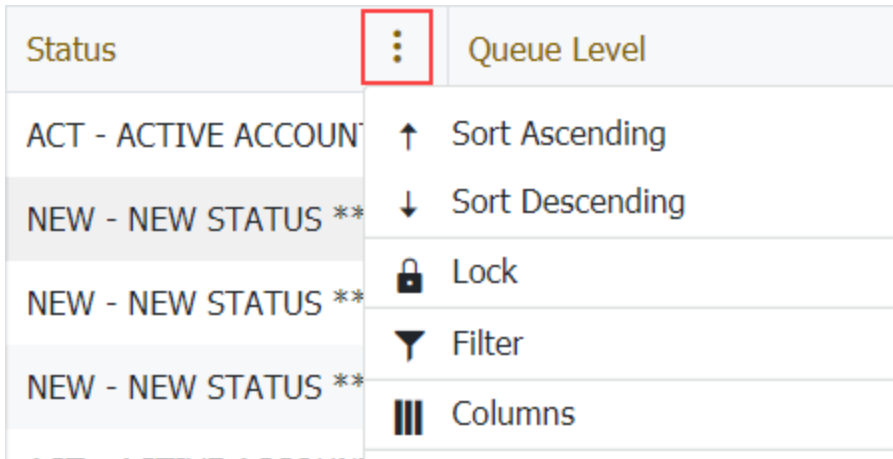 Status
Queue Level
ACT - ACTIVE ACCOUN
Sort Ascending
NEW - NEW STATUS **
Sort Descending
Lock
NEW - NEW STATUS **
Filter
NEW - NEW STATUS **
Columns